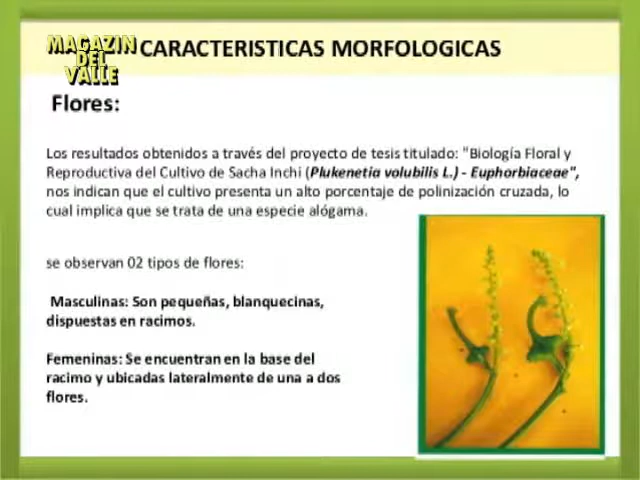 MAGAZIN
DEL
VALLE
CARACTERISTICAS MORFOLOGICAS
Flores:
Los resultados obtenidos a través del proyecto de tesis titulado: "Biología Floral y
Reproductiva del Cultivo de Sacha Inchi (Plukenetia volubilis L.) - Euphorbiaceae",
nos indican que el cultivo presenta un alto porcentaje de polinización cruzada, lo
cual implica que se trata de una especie alógama.
se observan 02 tipos de flores:
Masculinas: Son pequeñas, blanquecinas,
dispuestas en racimos.
Femeninas: Se encuentran en la base del
racimo y ubicadas lateralmente de una a dos
flores.